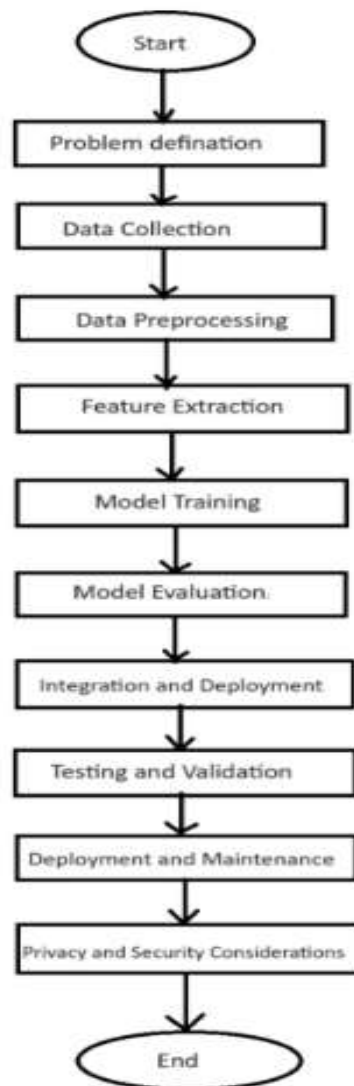 Start
Problem defination
Data Collection
Data Preprocessing
Feature Extraction
Model Training
Model Evaluation.
Integration and Deployment
Testing and Validation
Deployment and Maintenance
Privacy and Security Considerations
End